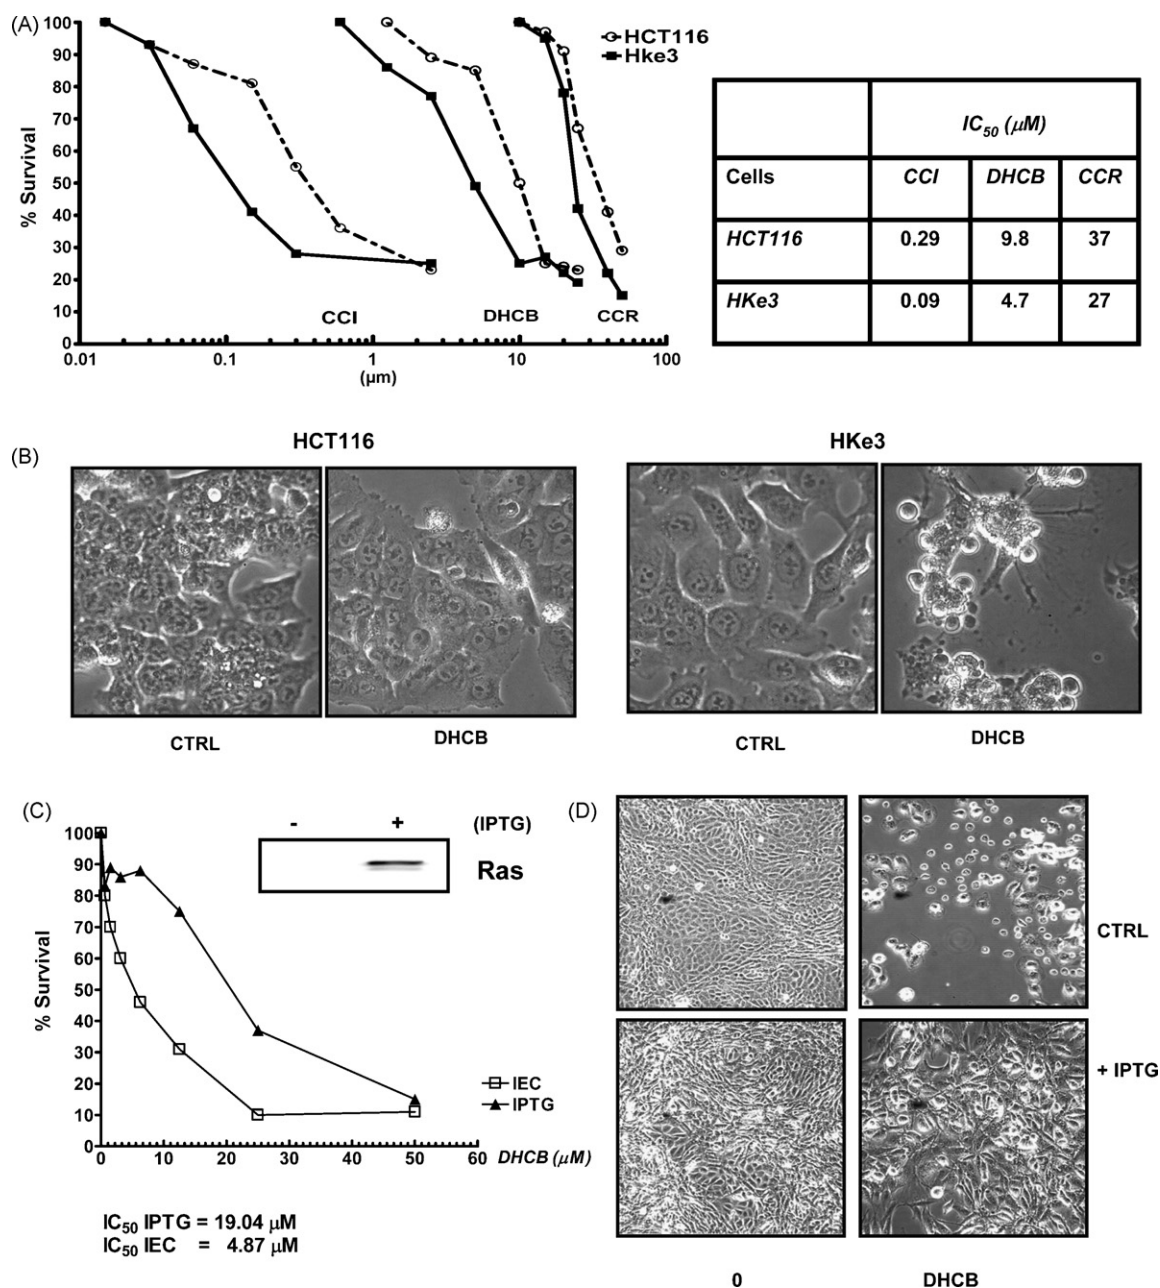 (A)
100
90
80
70
60
50
40
30
20
10
0
% Survival
HCT116
Hke3
CCI DHCB CCR
0.01 0.1 1 10 100
(µm)
IC50 (µM)
Cells CCI DHCB CCR
HCT116 0.29 9.8 37
HKe3 0.09 4.7 27
(B)
HCT116 HKe3
CTRL DHCB CTRL DHCB
(C)
100
90
80
70
60
50
40
30
20
10
0
% Survival
- + (IPTG)
Ras
IEC
IPTG
0 10 20 30 40 50 60
DHCB (µM)
IC50 IPTG = 19.04 µM
IC50 IEC = 4.87 µM
(D)
CTRL
+ IPTG
0 DHCB